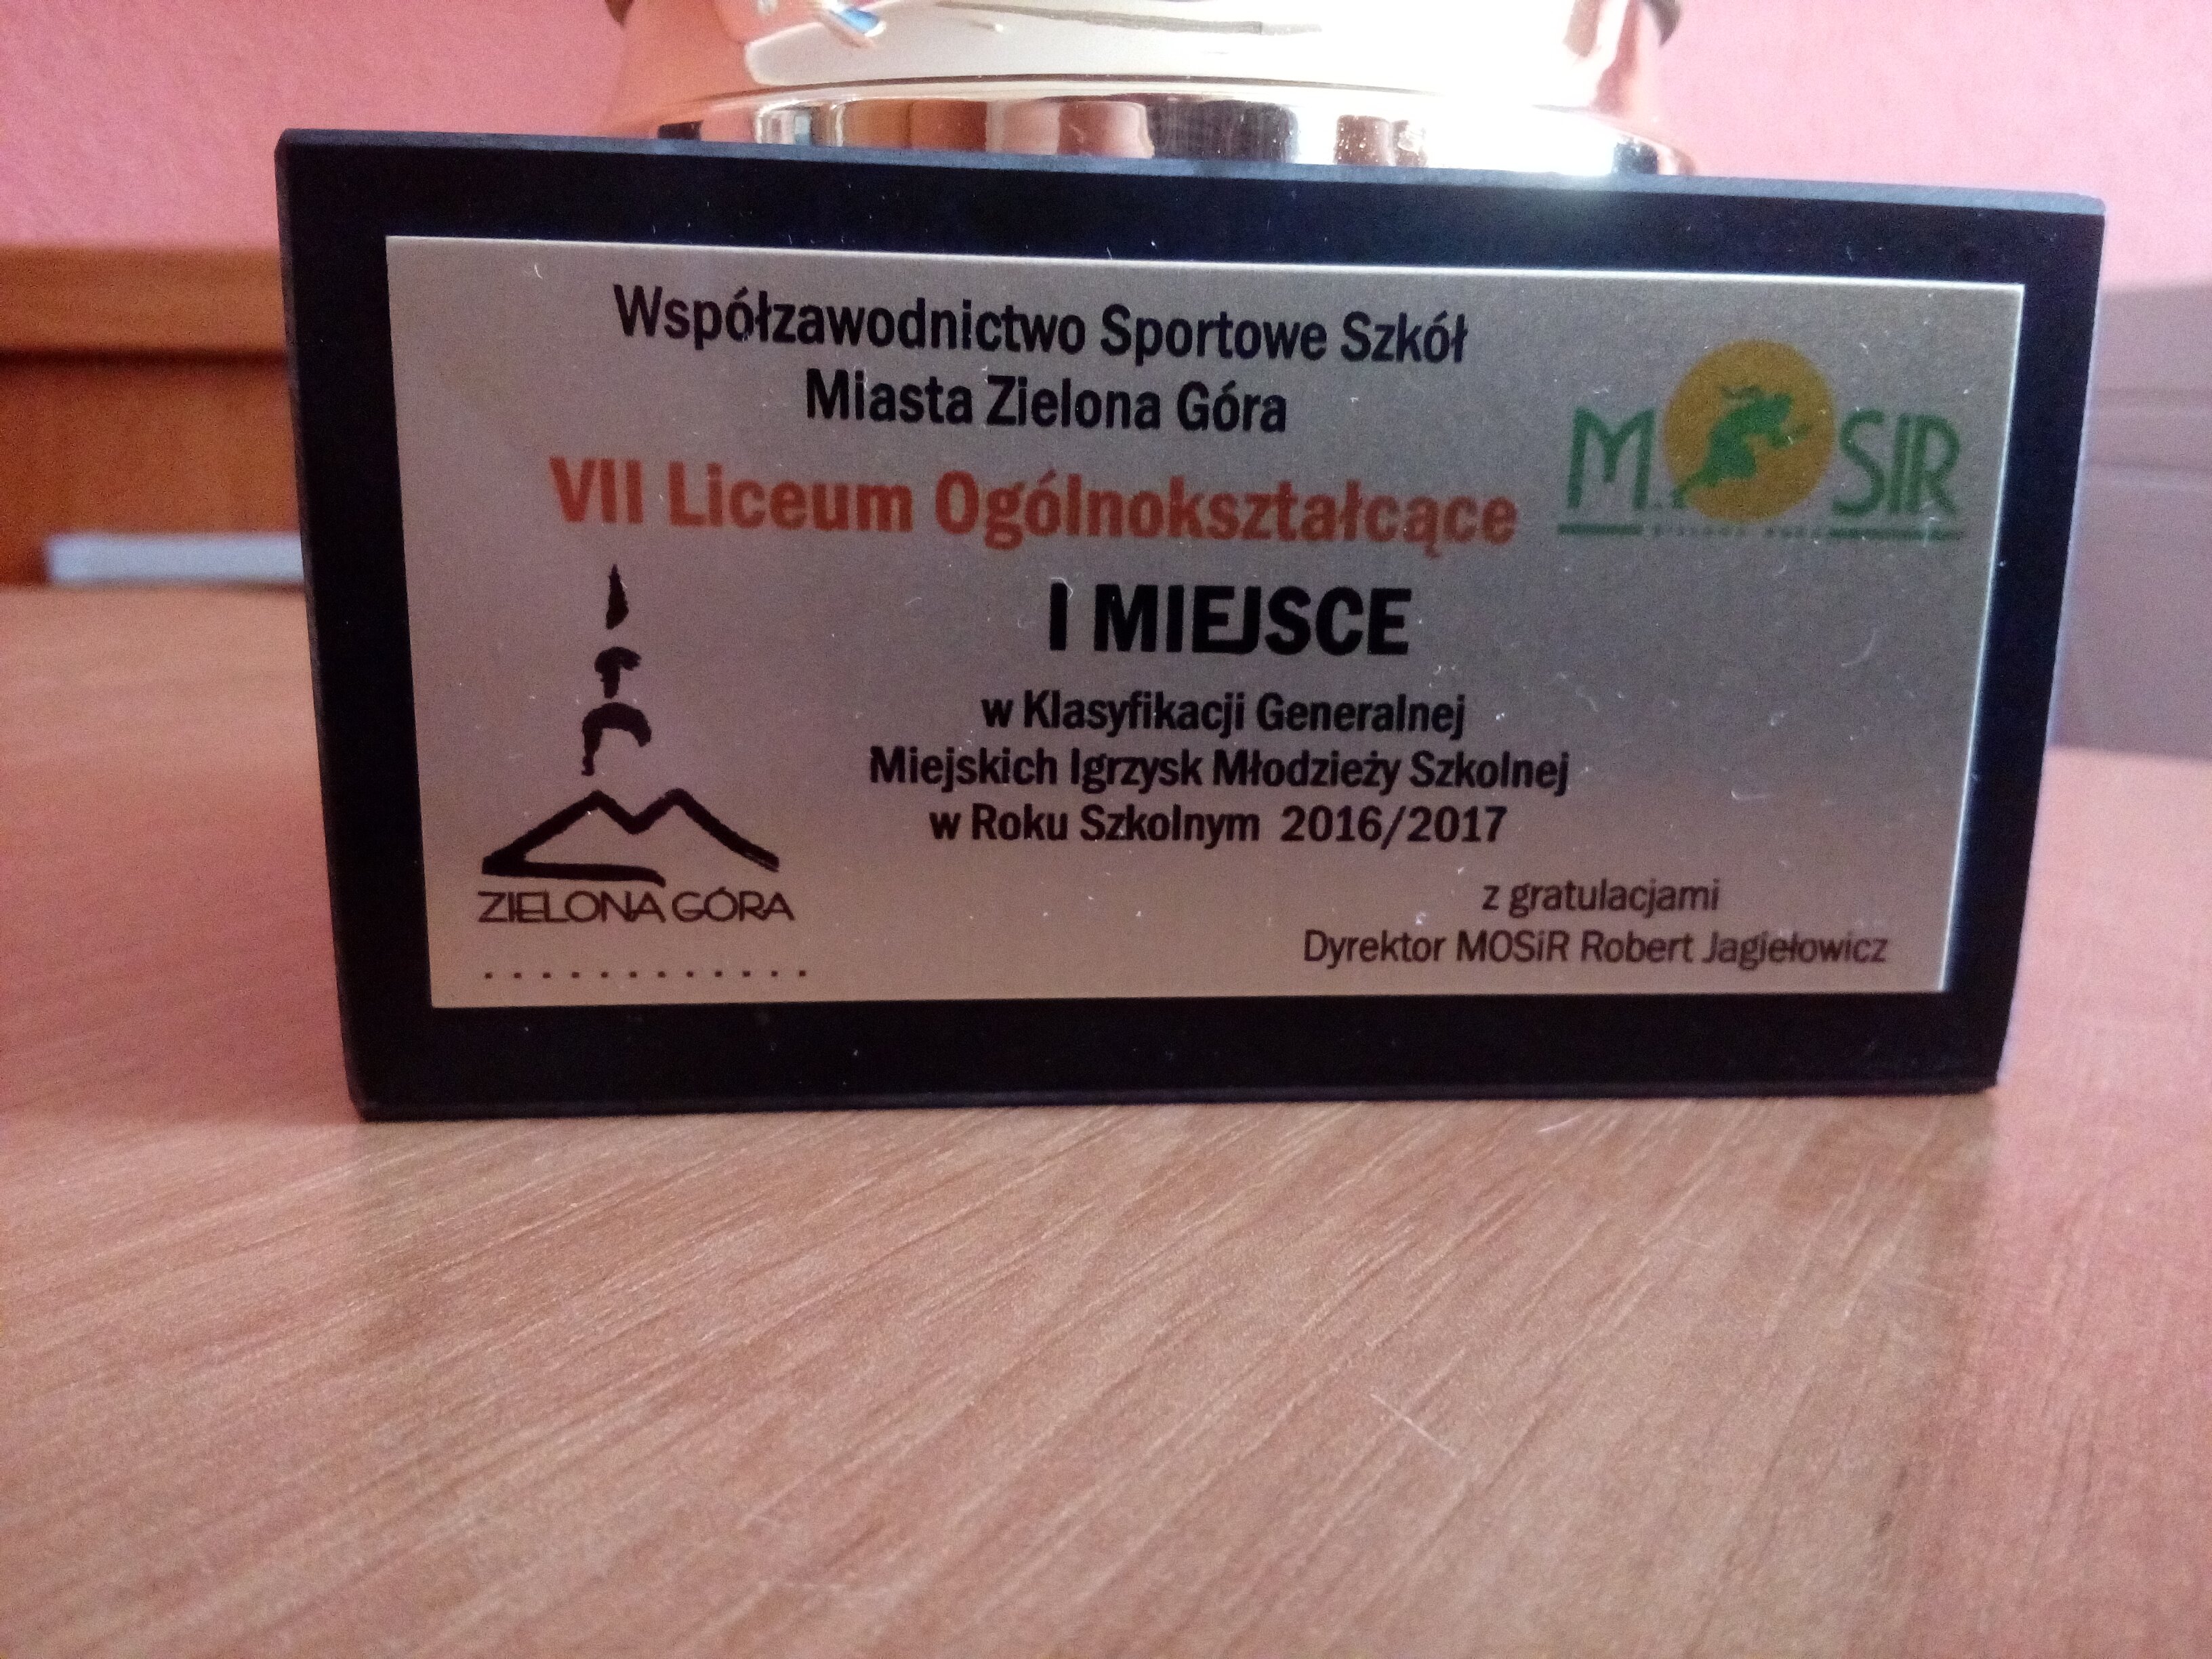 Współzawodnictwo Sportowe Szkół
Miasta Zielona Góra
VII Liceum Ogólnokształcące
MOSIR
I MIEJSCE
w Klasyfikacji Generalnej
Miejskich Igrzysk Młodzieży Szkolnej
w Roku Szkolnym 2016/2017
ZIELONA GÓRA
. . . . . . . . . . . .
z gratulacjami
Dyrektor MOSiR Robert Jagiełowicz